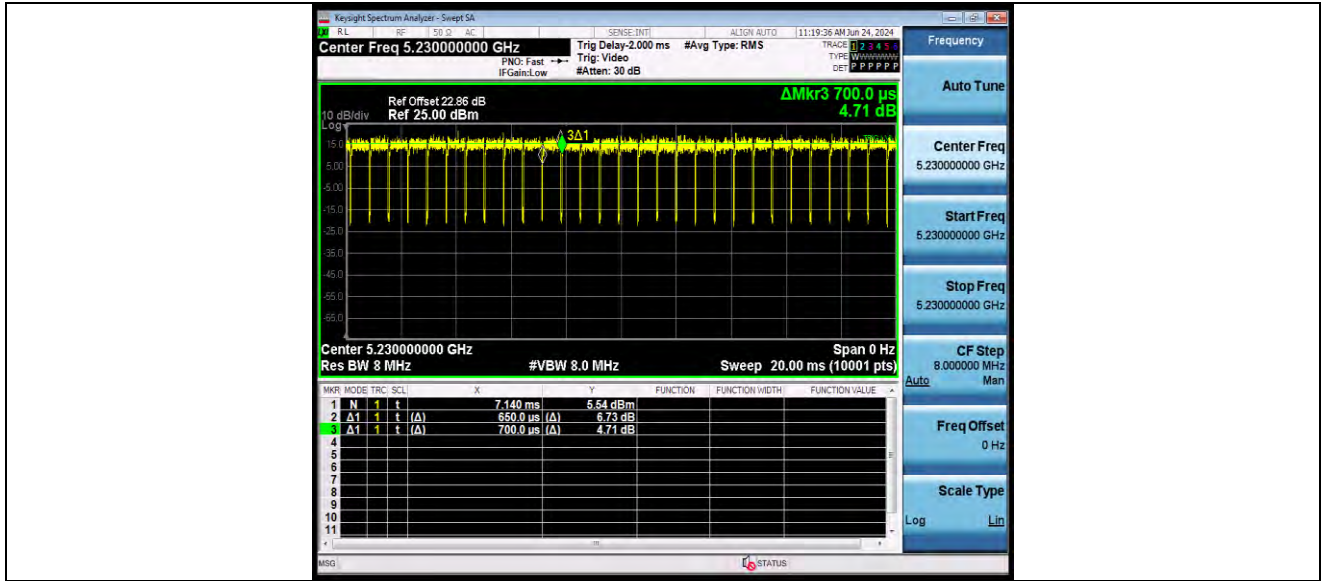 Keysight Spectrum Analyzer - Swept SA
RL RF 50 Ω AC SENSE:INT ALIGN AUTO 11:19:36 AM Jun 24, 2024
Center Freq 5.230000000 GHz
Trig Delay-2.000 ms #Avg Type: RMS
TRACE 1 2 3 4 5 6
PNO: Fast Trig: Video
TYPE WWWWWW
IFGain:Low #Atten: 30 dB
DET P P P P P P
ΔMkr3 700.0 µs
4.71 dB
Ref Offset 22.86 dB
10 dB/div Ref 25.00 dBm
Log
3Δ1
15.0
5.00
-5.00
-15.0
-25.0
-35.0
-45.0
-55.0
-65.0
Center 5.230000000 GHz Span 0 Hz
Res BW 8 MHz #VBW 8.0 MHz Sweep 20.00 ms (10001 pts)
MKR MODE TRC SCL X Y FUNCTION FUNCTION WIDTH FUNCTION VALUE
1 N 1 t 7.140 ms 5.54 dBm
2 Δ1 1 t (Δ) 650.0 µs (Δ) 6.73 dB
3 Δ1 1 t (Δ) 700.0 µs (Δ) 4.71 dB
4
5
6
7
8
9
10
11
MSG STATUS
Frequency
Auto Tune
Center Freq
5.230000000 GHz
Start Freq
5.230000000 GHz
Stop Freq
5.230000000 GHz
CF Step
8.000000 MHz
Auto Man
Freq Offset
0 Hz
Scale Type
Log Lin